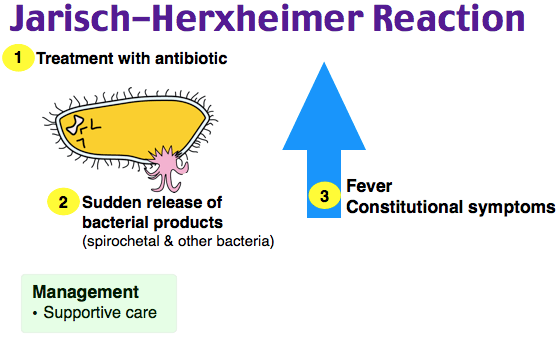 Jarisch–Herxheimer Reaction
1 Treatment with antibiotic
2 Sudden release of
bacterial products
(spirochetal & other bacteria)
3 Fever
Constitutional symptoms
Management
• Supportive care